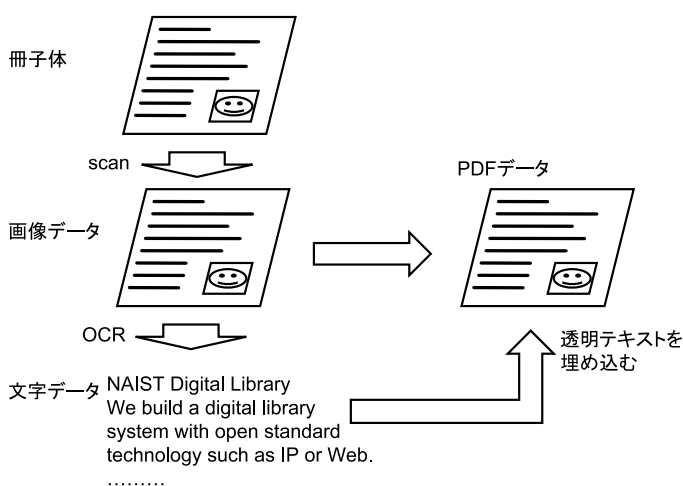 冊子体
scan
PDFデータ
画像データ
OCR
透明テキストを
埋め込む
文字データ
NAIST Digital Library
We build a digital library
system with open standard
technology such as IP or Web.
………